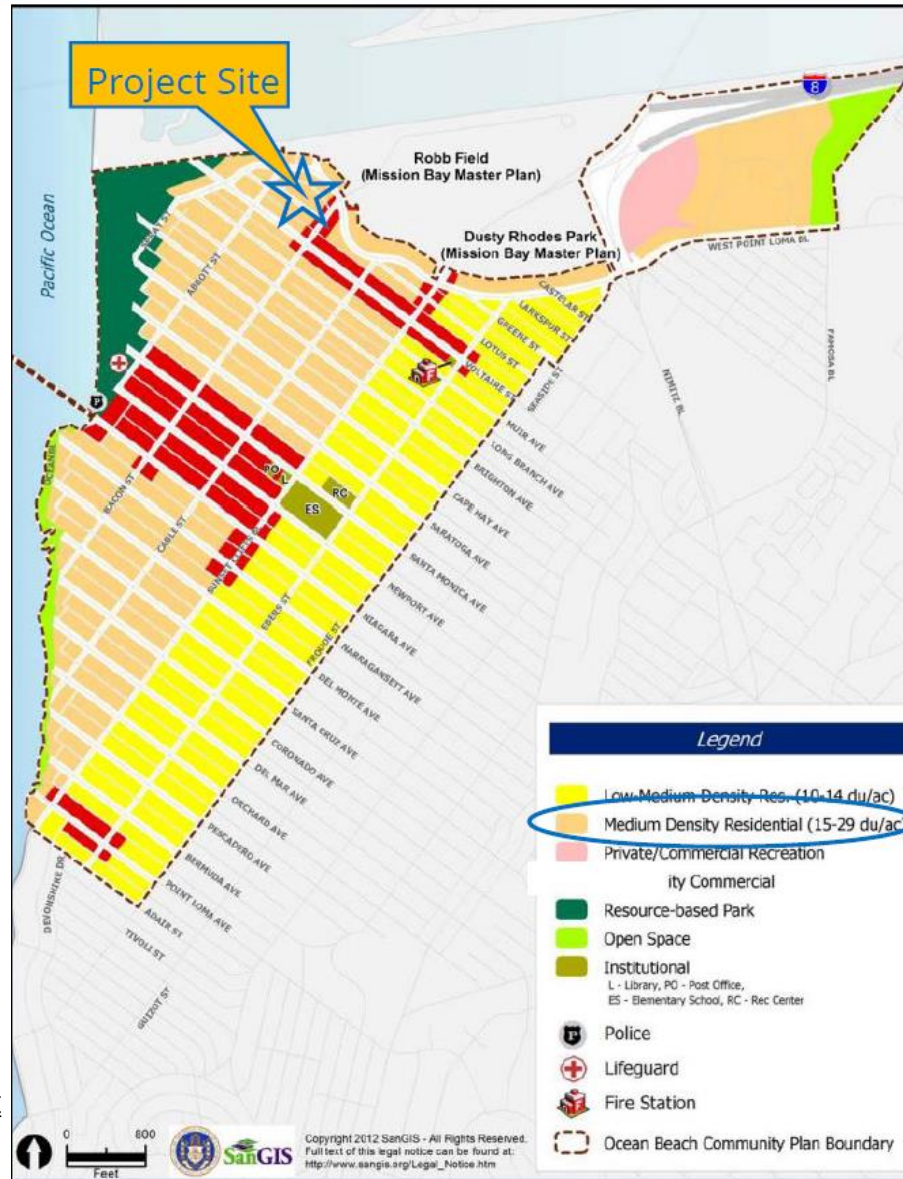 Project Site
8
Robb Field
(Mission Bay Master Plan)
Dusty Rhodes Park
(Mission Bay Master Plan)
Pacific Ocean
ABBOTT ST
WEST POINT LOMA BL
CASTELAR ST
LARKSPUR ST
GREENE ST
LOTUS ST
VOLTAIRE ST
SEASIDE ST
FAMOSA BL
NIMITZ BL
MUIR AVE
LONG BRANCH AVE
BRIGHTON AVE
CAPE MAY AVE
SARATOGA AVE
SANTA MONICA AVE
NEWPORT AVE
NIAGARA AVE
NARRAGANSETT AVE
DEL MONTE AVE
SANTA CRUZ AVE
CORONADO AVE
DEL MAR AVE
ORCHARD AVE
PESCADERO AVE
BERMUDA AVE
POINT LOMA AVE
ADAIR ST
TIVOLI ST
GUIZOT ST
DEVONSHIRE DR
BACON ST
CABLE ST
EBERS ST
FROUDE ST
F
P
PO
L
ES
RC
Legend
Low-Medium Density Res. (10-14 du/ac)
Medium Density Residential (15-29 du/ac
Private/Commercial Recreation
ity Commercial
Resource-based Park
Open Space
Institutional
L - Library, PO - Post Office,
ES - Elementary School, RC - Rec Center
P Police
Lifeguard
Fire Station
Ocean Beach Community Plan Boundary
0 800
Feet
SanGIS
Copyright 2012 SanGIS - All Rights Reserved.
Full text of this legal notice can be found at:
http://www.sangis.org/Legal_Notice.htm